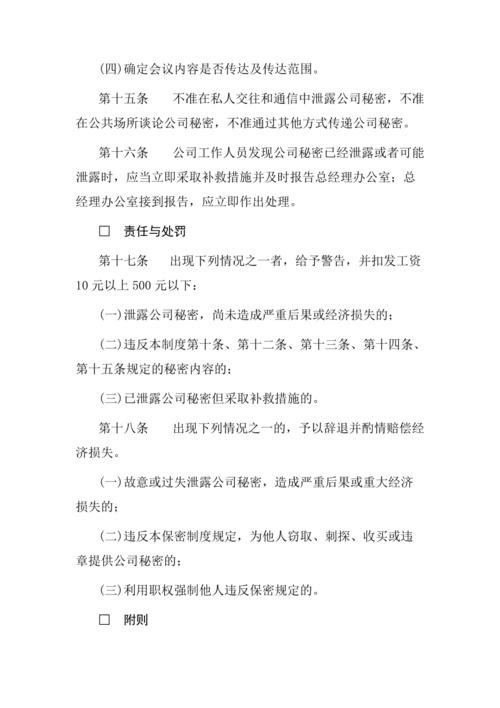 (四)确定会议内容是否传达及传达范围。
第十五条　　不准在私人交往和通信中泄露公司秘密，不准
在公共场所谈论公司秘密，不准通过其他方式传递公司秘密。
第十六条　　公司工作人员发现公司秘密已经泄露或者可能
泄露时，应当立即采取补救措施并及时报告总经理办公室；总
经理办公室接到报告，应立即作出处理。
□　责任与处罚
第十七条　　出现下列情况之一者，给予警告，并扣发工资
10 元以上 500 元以下：
(一)泄露公司秘密，尚未造成严重后果或经济损失的；
(二)违反本制度第十条、第十二条、第十三条、第十四条、
第十五条规定的秘密内容的；
(三)已泄露公司秘密但采取补救措施的。
第十八条　　出现下列情况之一的，予以辞退并酌情赔偿经
济损失。
(一)故意或过失泄露公司秘密，造成严重后果或重大经济
损失的；
(二)违反本保密制度规定，为他人窃取、刺探、收买或违
章提供公司秘密的；
(三)利用职权强制他人违反保密规定的。
□　附则